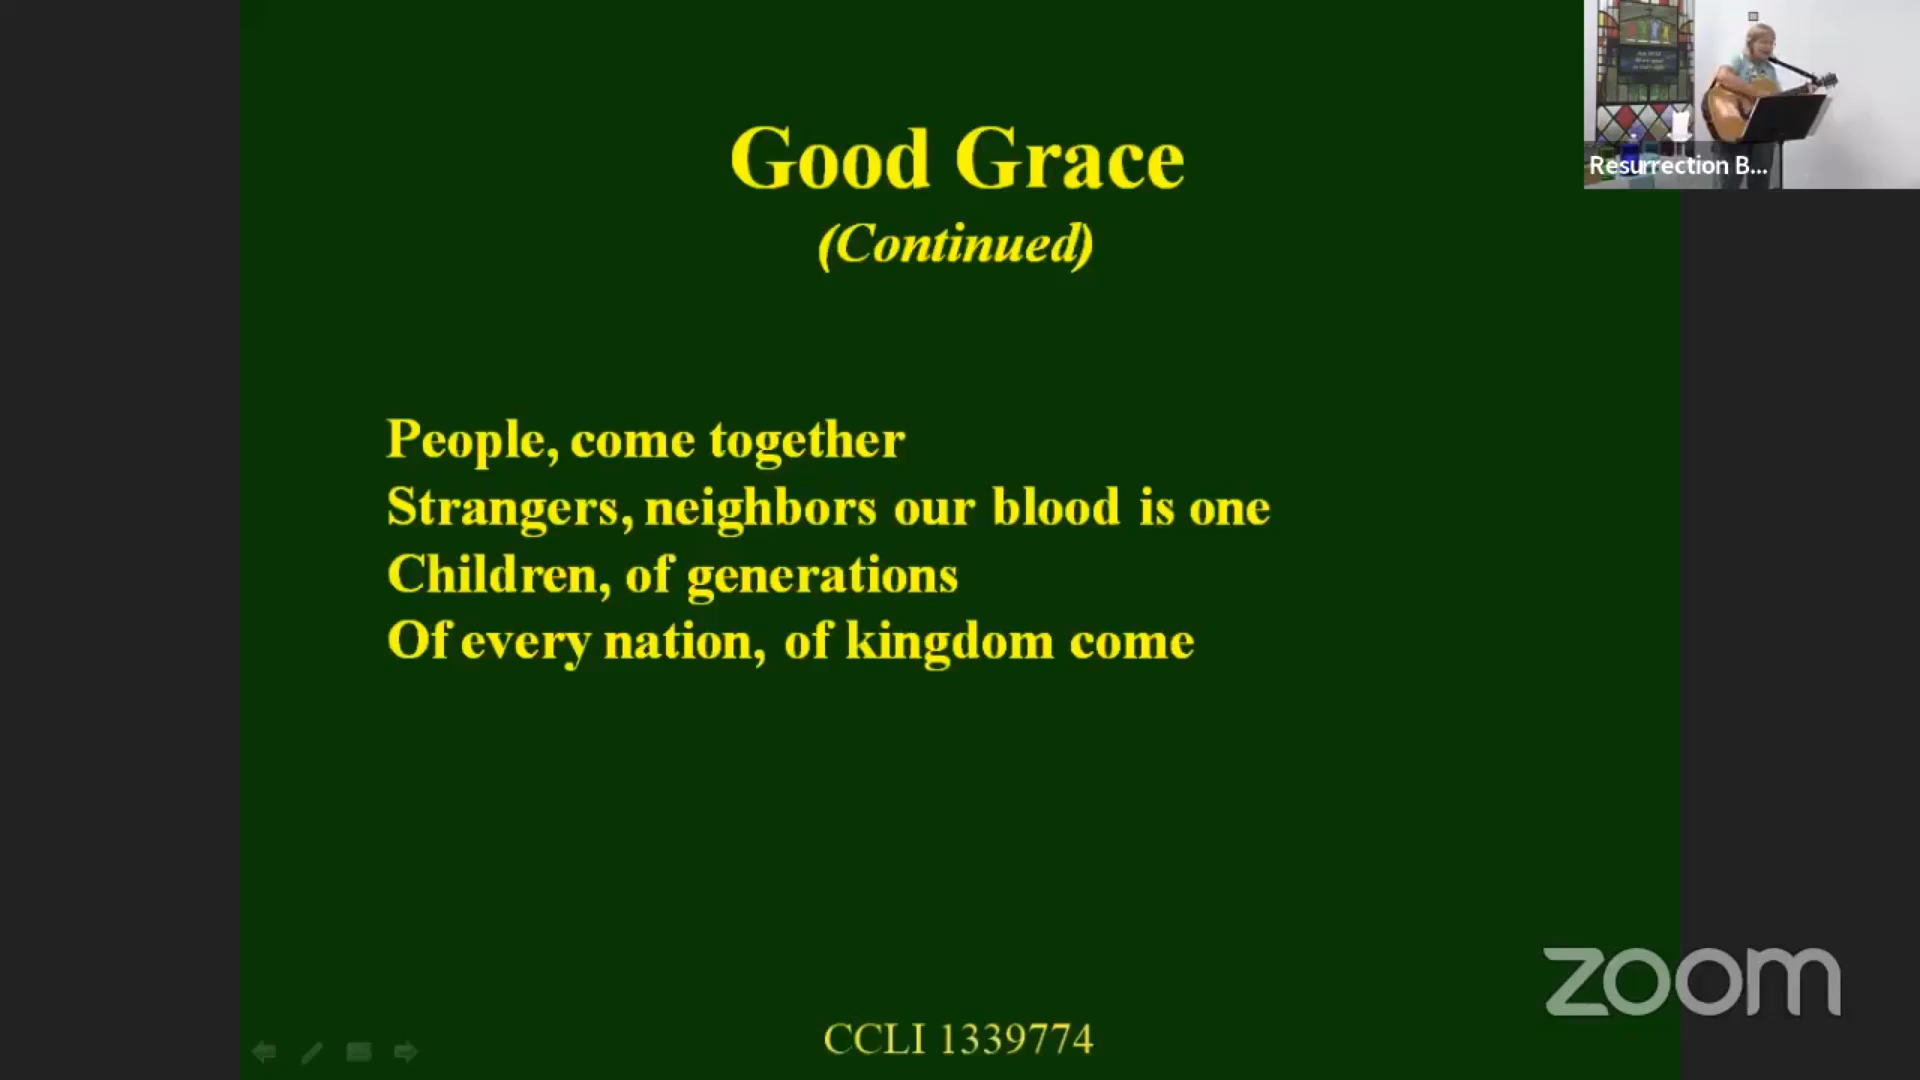 Good Grace
(Continued)
People, come together
Strangers, neighbors our blood is one
Children, of generations
Of every nation, of kingdom come
CCLI 1339774
Resurrection B...
zoom